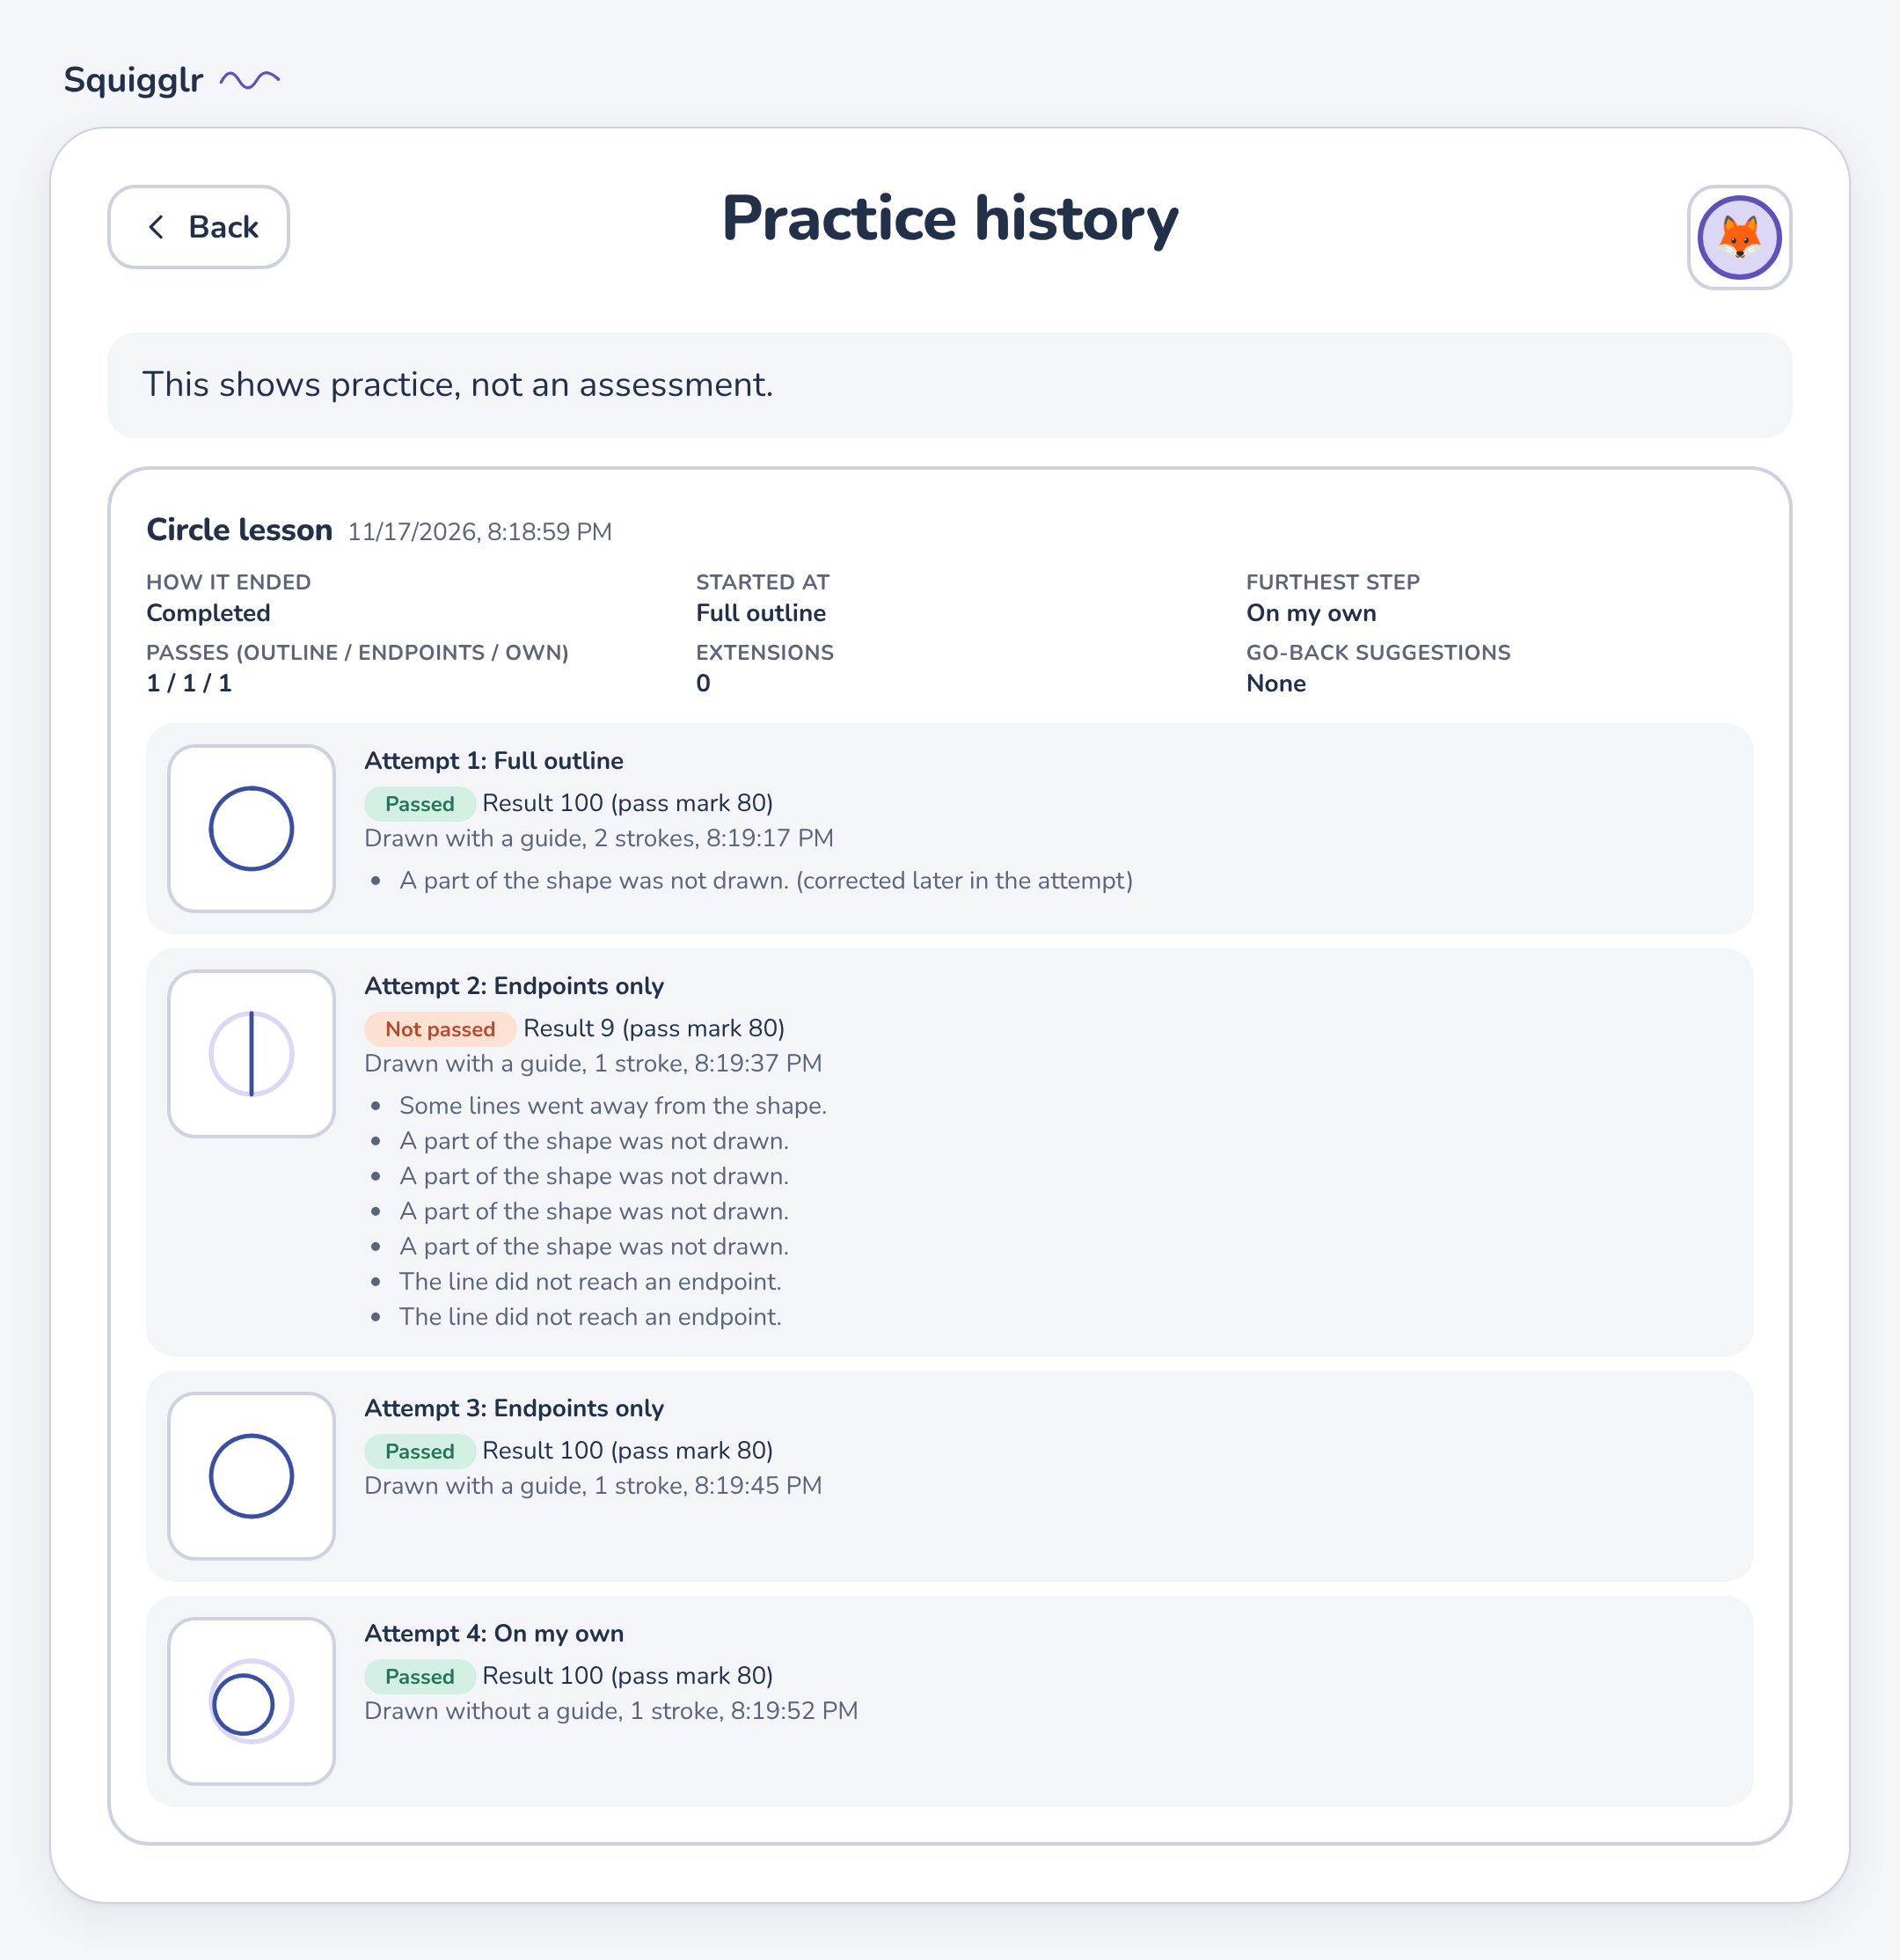 Squigglr
Back
Practice history
This shows practice, not an assessment.
Circle lesson 11/17/2026, 8:18:59 PM
HOW IT ENDED
Completed
STARTED AT
Full outline
FURTHEST STEP
On my own
PASSES (OUTLINE / ENDPOINTS / OWN)
1 / 1 / 1
EXTENSIONS
0
GO-BACK SUGGESTIONS
None
Attempt 1: Full outline
Passed Result 100 (pass mark 80)
Drawn with a guide, 2 strokes, 8:19:17 PM
A part of the shape was not drawn. (corrected later in the attempt)
Attempt 2: Endpoints only
Not passed Result 9 (pass mark 80)
Drawn with a guide, 1 stroke, 8:19:37 PM
Some lines went away from the shape.
A part of the shape was not drawn.
A part of the shape was not drawn.
A part of the shape was not drawn.
A part of the shape was not drawn.
The line did not reach an endpoint.
The line did not reach an endpoint.
Attempt 3: Endpoints only
Passed Result 100 (pass mark 80)
Drawn with a guide, 1 stroke, 8:19:45 PM
Attempt 4: On my own
Passed Result 100 (pass mark 80)
Drawn without a guide, 1 stroke, 8:19:52 PM